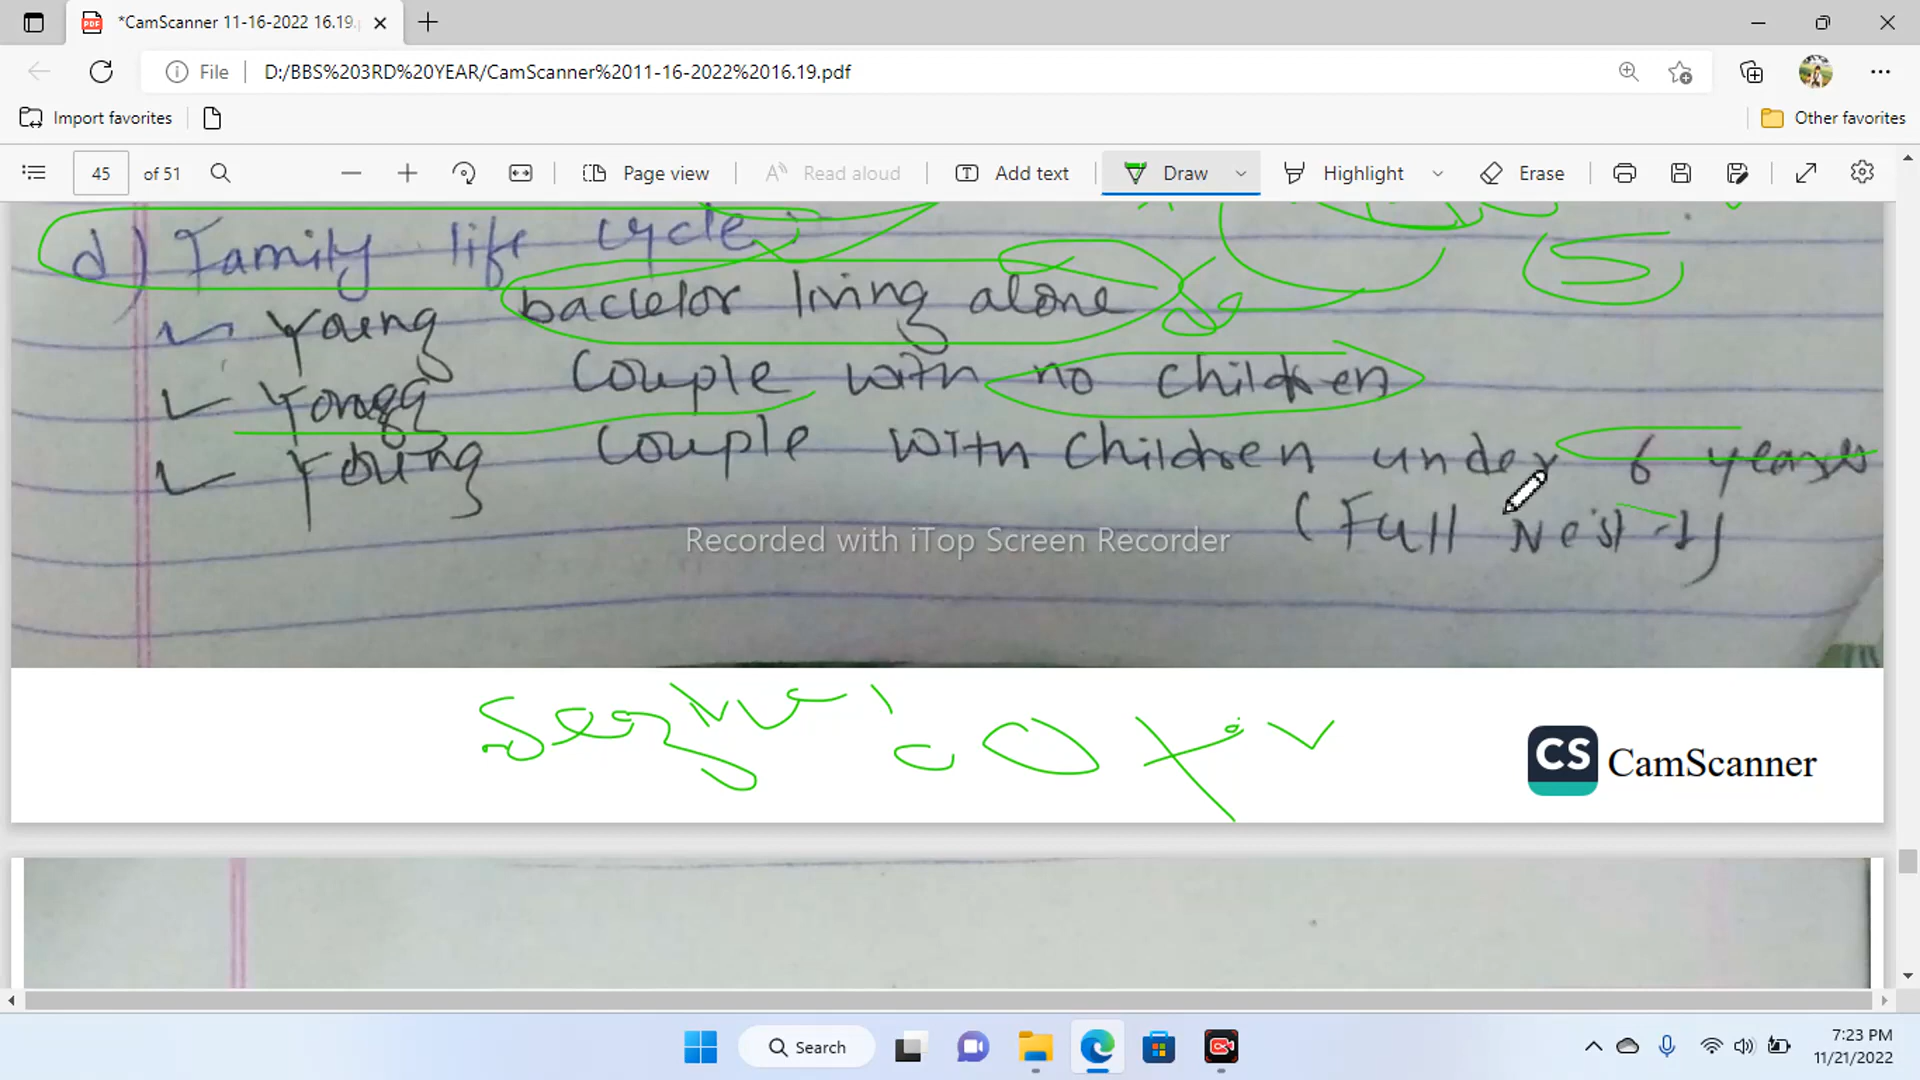 *CamScanner 11-16-2022 16.19.
File D:/BBS%203RD%20YEAR/CamScanner%2011-16-2022%2016.19.pdf
Import favorites Other favorites
45 of 51 Page view Read aloud Add text Draw Highlight Erase
d) Family life cycle:
Young bacelor living alone
Young couple with no children
Young couple with children under 6 years
(Full Nest-1)
Recorded with iTop Screen Recorder
CS CamScanner
Search
7:23 PM
11/21/2022